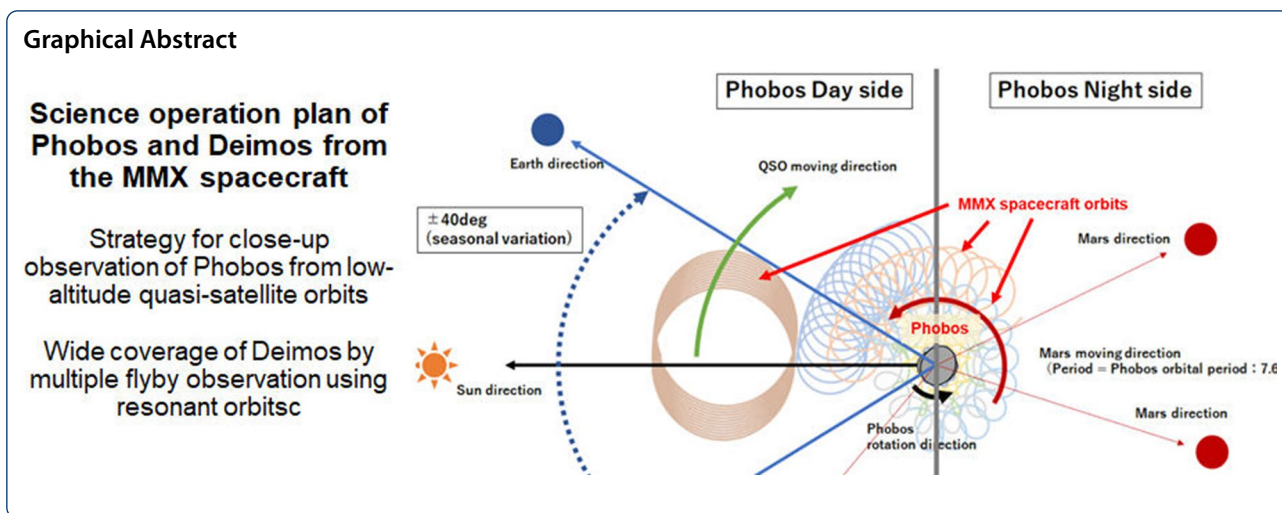 Graphical Abstract
Science operation plan of
Phobos and Deimos from
the MMX spacecraft
Strategy for close-up
observation of Phobos from low-
altitude quasi-satellite orbits
Wide coverage of Deimos by
multiple flyby observation using
resonant orbitsc
Phobos Day side
Phobos Night side
Earth direction
QSO moving direction
±40deg
(seasonal variation)
MMX spacecraft orbits
Mars direction
Phobos
Sun direction
Mars moving direction
(Period = Phobos orbital period：7.6
Mars direction
Phobos
rotation direction